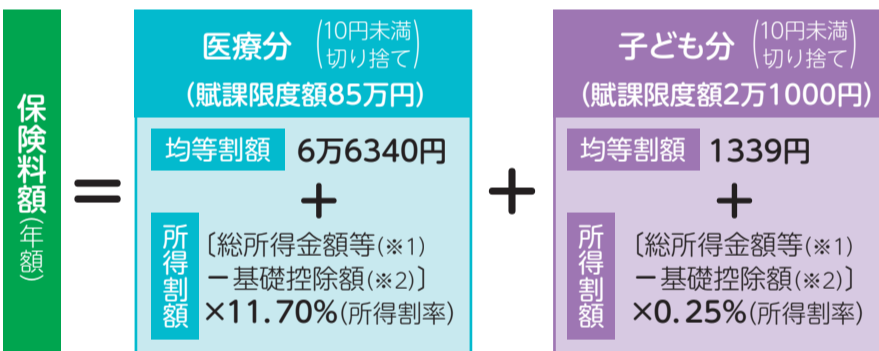 保険料額(年額)
=
医療分(10円未満切り捨て)
(賦課限度額85万円)
均等割額 6万6340円
+
所得割額
〔総所得金額等(※1)
－基礎控除額(※2)〕
×11.70%(所得割率)
+
子ども分(10円未満切り捨て)
(賦課限度額2万1000円)
均等割額 1339円
+
所得割額
〔総所得金額等(※1)
－基礎控除額(※2)〕
×0.25%(所得割率)